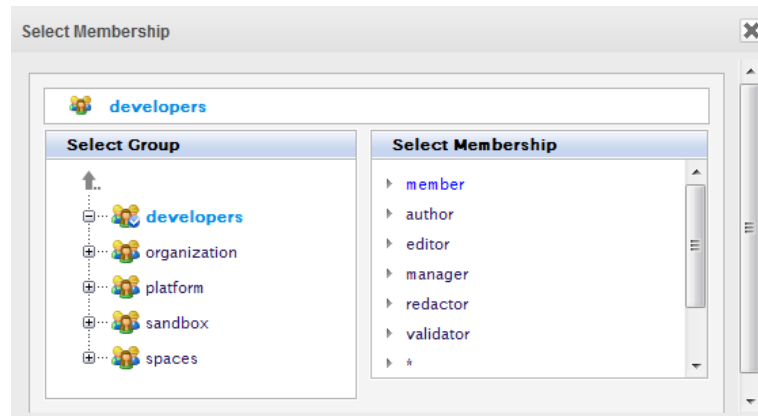 Select Membership
developers
Select Group
..
developers
organization
platform
sandbox
spaces
Select Membership
member
author
editor
manager
redactor
validator
*